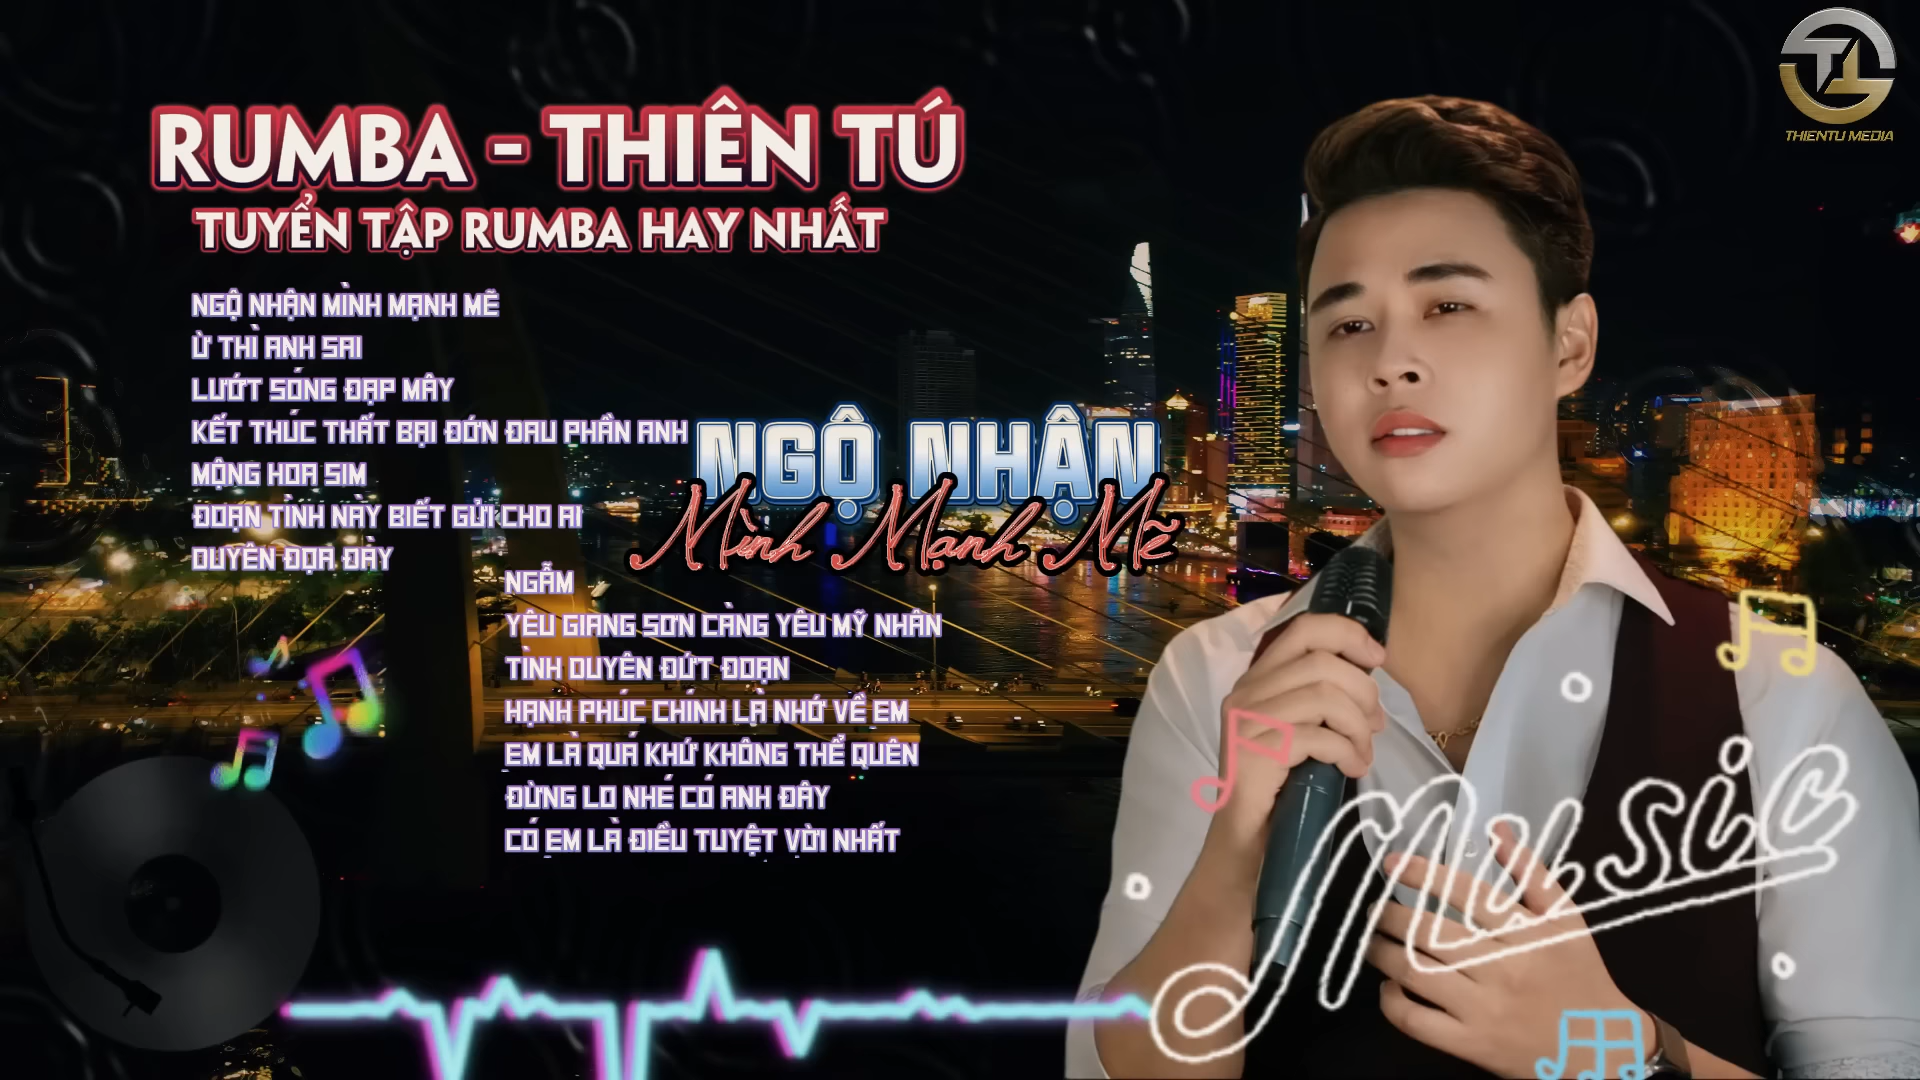 RUMBA - THIÊN TÚ
TUYỂN TẬP RUMBA HAY NHẤT
NGỘ NHẬN MÌNH MẠNH MẼ
Ừ THÌ ANH SAI
LƯỚT SÓNG ĐẠP MÂY
KẾT THÚC THẤT BẠI ĐỚN ĐAU PHẦN ANH
MỘNG HOA SIM
ĐOẠN TÌNH NÀY BIẾT GỬI CHO AI
DUYÊN ĐỌA ĐÀY
NGẪM
YÊU GIANG SƠN CÀNG YÊU MỸ NHÂN
TÌNH DUYÊN ĐỨT ĐOẠN
HẠNH PHÚC CHÍNH LÀ NHỚ VỀ EM
EM LÀ QUÁ KHỨ KHÔNG THỂ QUÊN
ĐỪNG LO NHÉ CÓ ANH ĐÂY
CÓ EM LÀ ĐIỀU TUYỆT VỜI NHẤT
NGỘ NHẬN
Mình Mạnh Mẽ
THIENTU MEDIA
Music